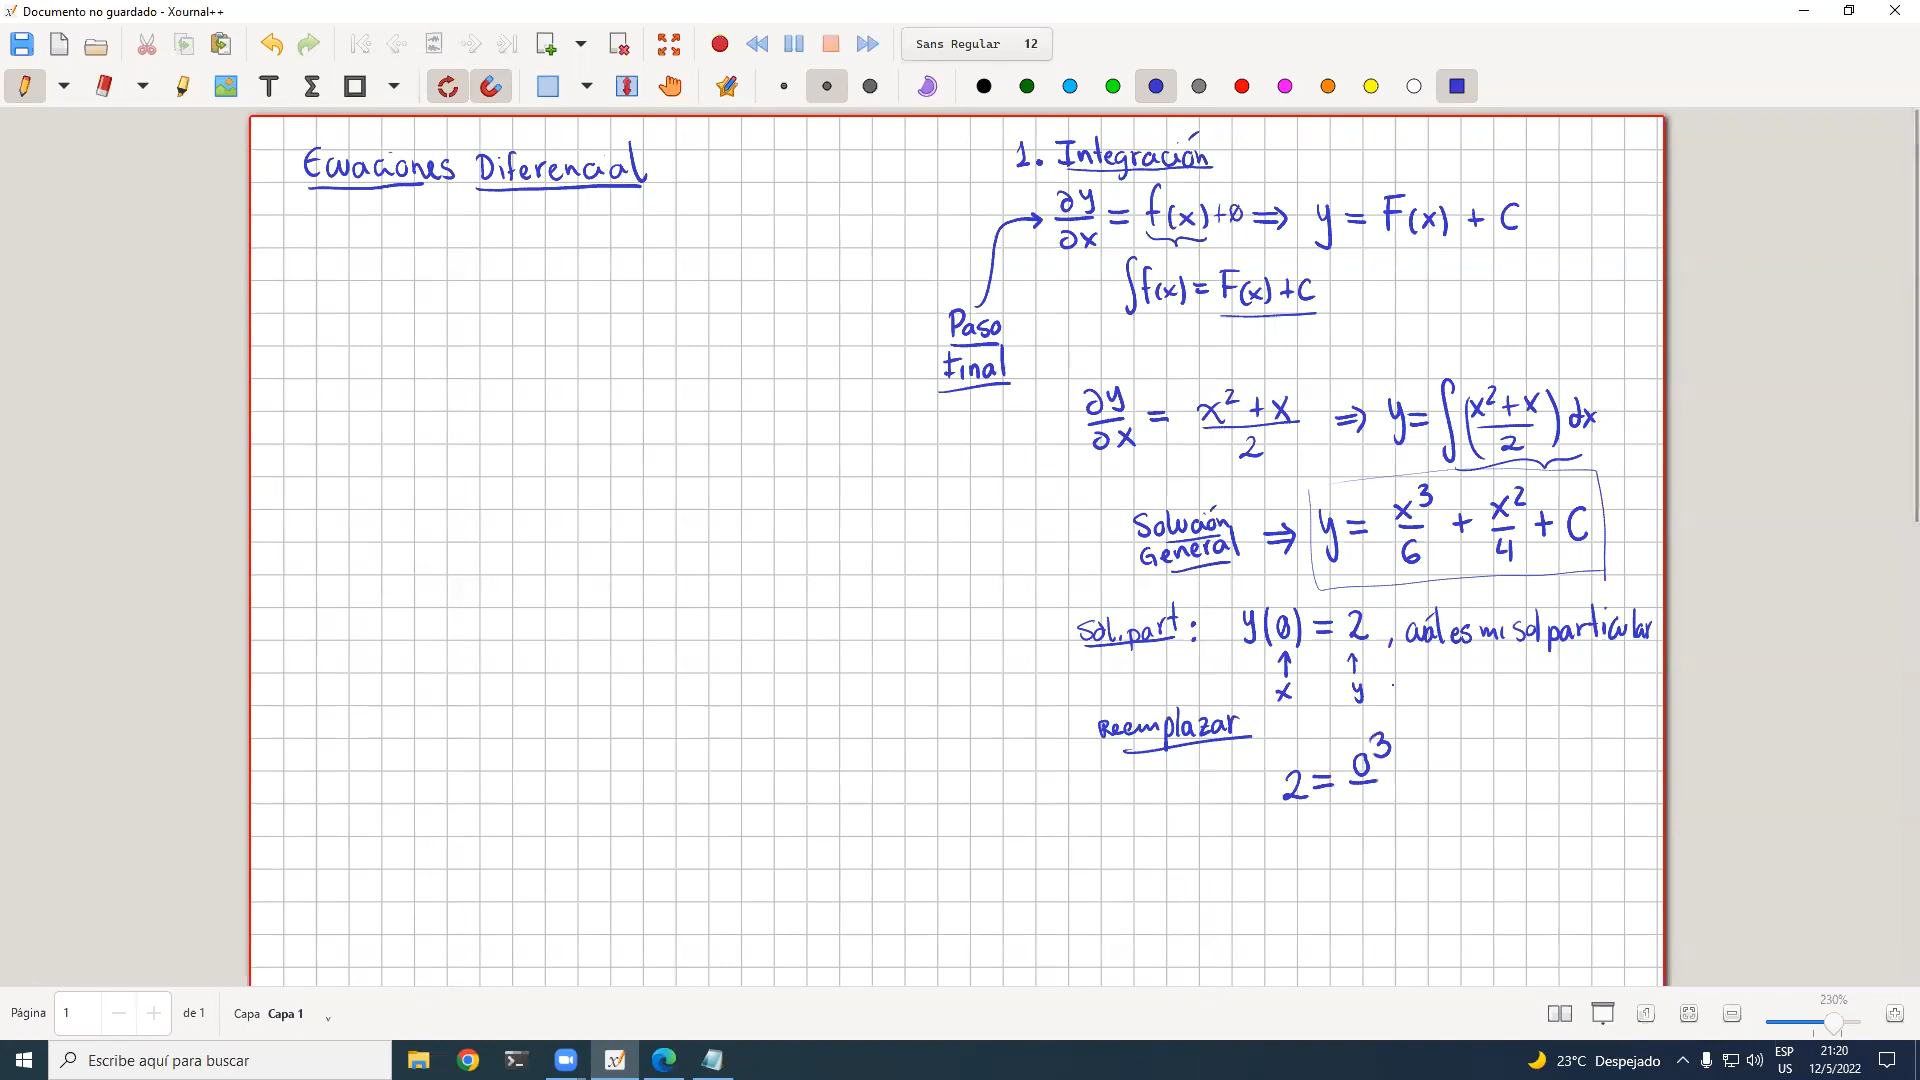 Documento no guardado - Xournal++
Sans Regular 12
Ecuaciones Diferencial
1. Integración
∂y/∂x = f(x)+0 ⇒ y = F(x) + C
∫f(x) = F(x) + C
Paso
Final
∂y/∂x = (x² + x)/2 ⇒ y = ∫((x² + x)/2) dx
Solución
General ⇒ y = x³/6 + x²/4 + C
Sol. part : y(0) = 2 , cuál es mi sol particular
↑ ↑
x y
Reemplazar
2 = 0³
Página 1 de 1 Capa Capa 1
230%
Escribe aquí para buscar
23°C Despejado
ESP
US
21:20
12/5/2022